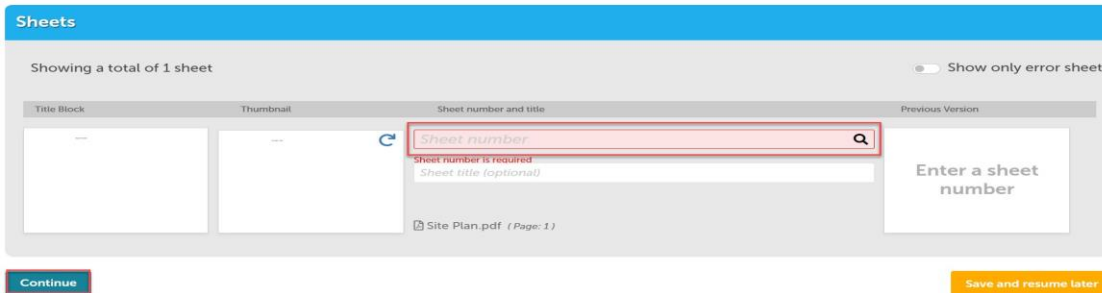 Sheets
Showing a total of 1 sheet
Show only error sheet
Title Block Thumbnail Sheet number and title Previous Version
Sheet number
Sheet number is required
Sheet title (optional)
Enter a sheet
number
Site Plan.pdf (Page: 1)
Continue
Save and resume later